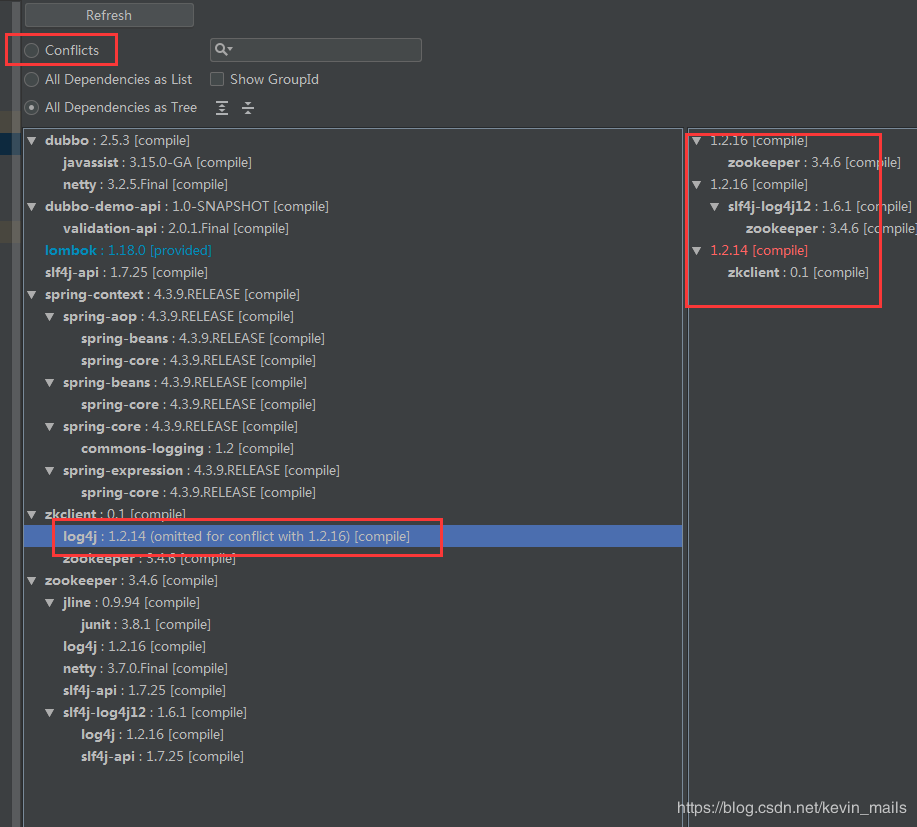 Refresh
Conflicts
All Dependencies as List
Show GroupId
All Dependencies as Tree
dubbo : 2.5.3 [compile]
javassist : 3.15.0-GA [compile]
netty : 3.2.5.Final [compile]
dubbo-demo-api : 1.0-SNAPSHOT [compile]
validation-api : 2.0.1.Final [compile]
lombok : 1.18.0 [provided]
slf4j-api : 1.7.25 [compile]
spring-context : 4.3.9.RELEASE [compile]
spring-aop : 4.3.9.RELEASE [compile]
spring-beans : 4.3.9.RELEASE [compile]
spring-core : 4.3.9.RELEASE [compile]
spring-beans : 4.3.9.RELEASE [compile]
spring-core : 4.3.9.RELEASE [compile]
spring-core : 4.3.9.RELEASE [compile]
commons-logging : 1.2 [compile]
spring-expression : 4.3.9.RELEASE [compile]
spring-core : 4.3.9.RELEASE [compile]
zkclient : 0.1 [compile]
log4j : 1.2.14 (omitted for conflict with 1.2.16) [compile]
zookeeper : 3.4.6 [compile]
zookeeper : 3.4.6 [compile]
jline : 0.9.94 [compile]
junit : 3.8.1 [compile]
log4j : 1.2.16 [compile]
netty : 3.7.0.Final [compile]
slf4j-api : 1.7.25 [compile]
slf4j-log4j12 : 1.6.1 [compile]
log4j : 1.2.16 [compile]
slf4j-api : 1.7.25 [compile]
1.2.16 [compile]
zookeeper : 3.4.6 [compile]
1.2.16 [compile]
slf4j-log4j12 : 1.6.1 [compile]
zookeeper : 3.4.6 [compile]
1.2.14 [compile]
zkclient : 0.1 [compile]
https://blog.csdn.net/kevin_mails